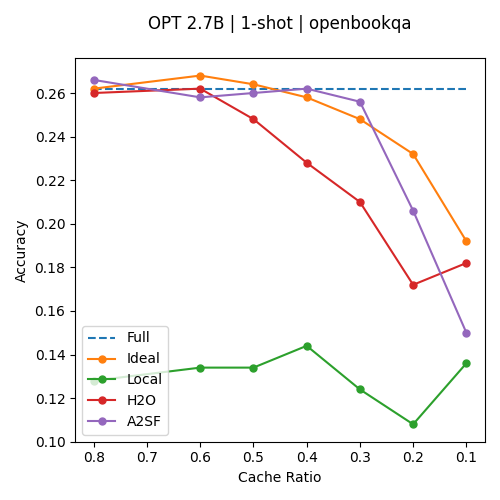 OPT 2.7B | 1-shot | openbookqa
Accuracy
0.26
0.24
0.22
0.20
0.18
0.16
0.14
0.12
0.10
Full
Ideal
Local
H2O
A2SF
0.8 0.7 0.6 0.5 0.4 0.3 0.2 0.1
Cache Ratio